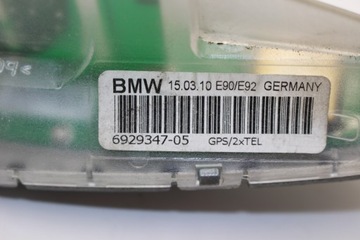 BMW 15.03.10 E90/E92 GERMANY
6929347-05 GPS/2xTEL